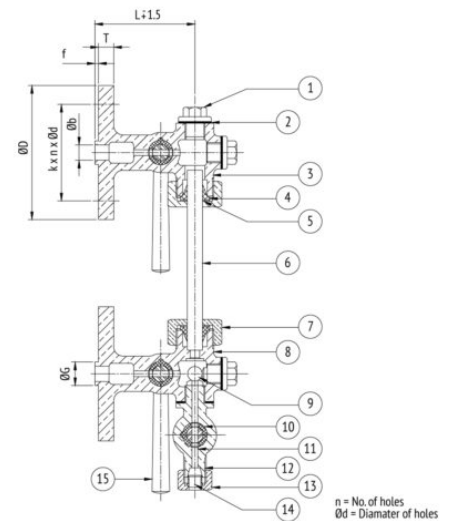 L±1.5
T
f
ØD
k x n x Ød
Øb
1
2
3
4
5
6
7
8
ØG
9
10
11
12
13
14
15
n = No. of holes
Ød = Diamater of holes